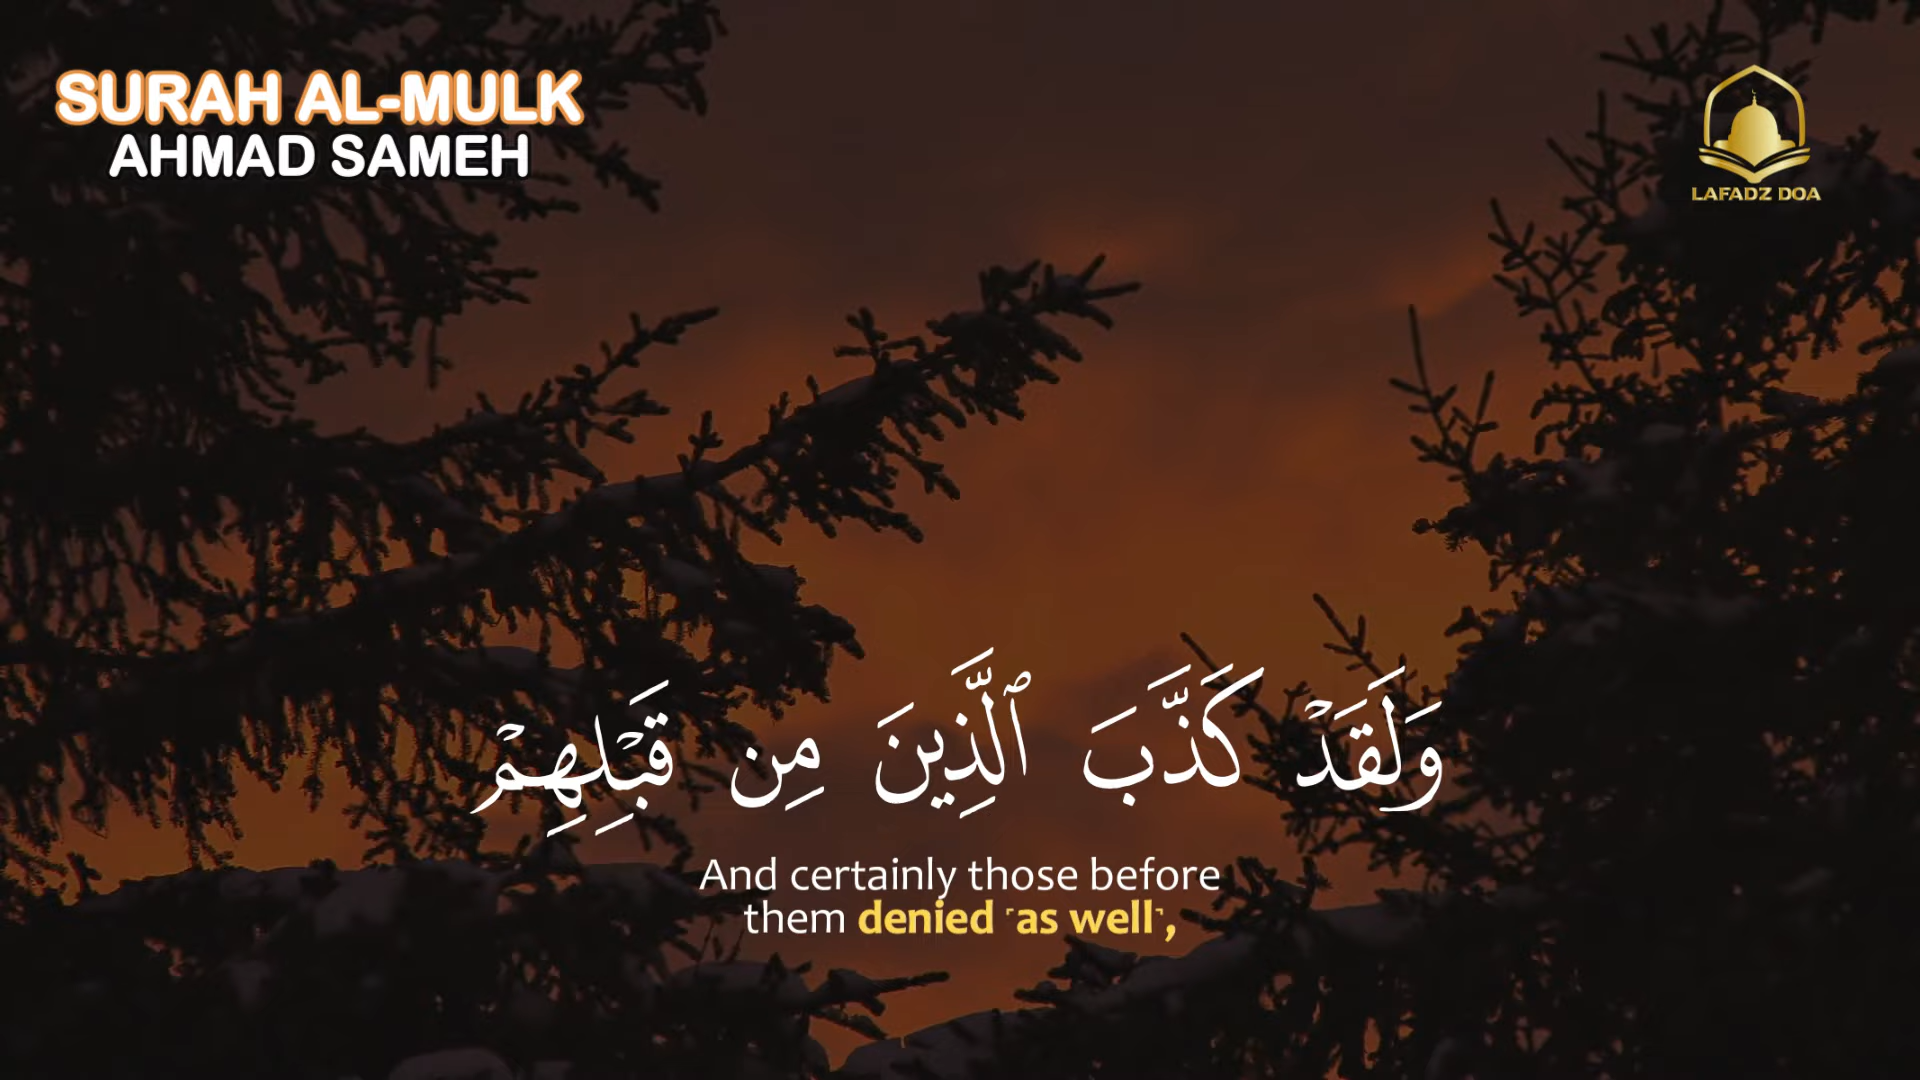 SURAH AL-MULK
AHMAD SAMEH
LAFADZ DOA
وَلَقَدْ كَذَّبَ ٱلَّذِينَ مِن قَبْلِهِمْ
And certainly those before
them denied ˹as well˺,